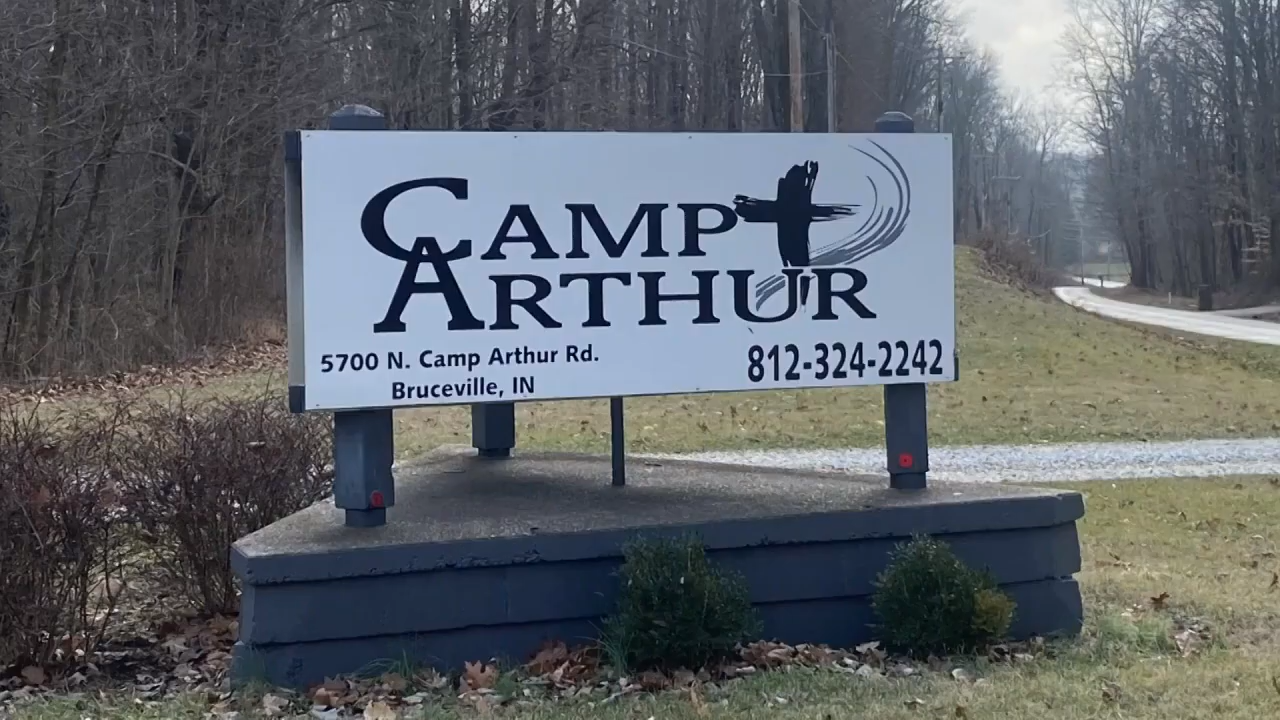 CAMP
ARTHUR
5700 N. Camp Arthur Rd.
Bruceville, IN
812-324-2242